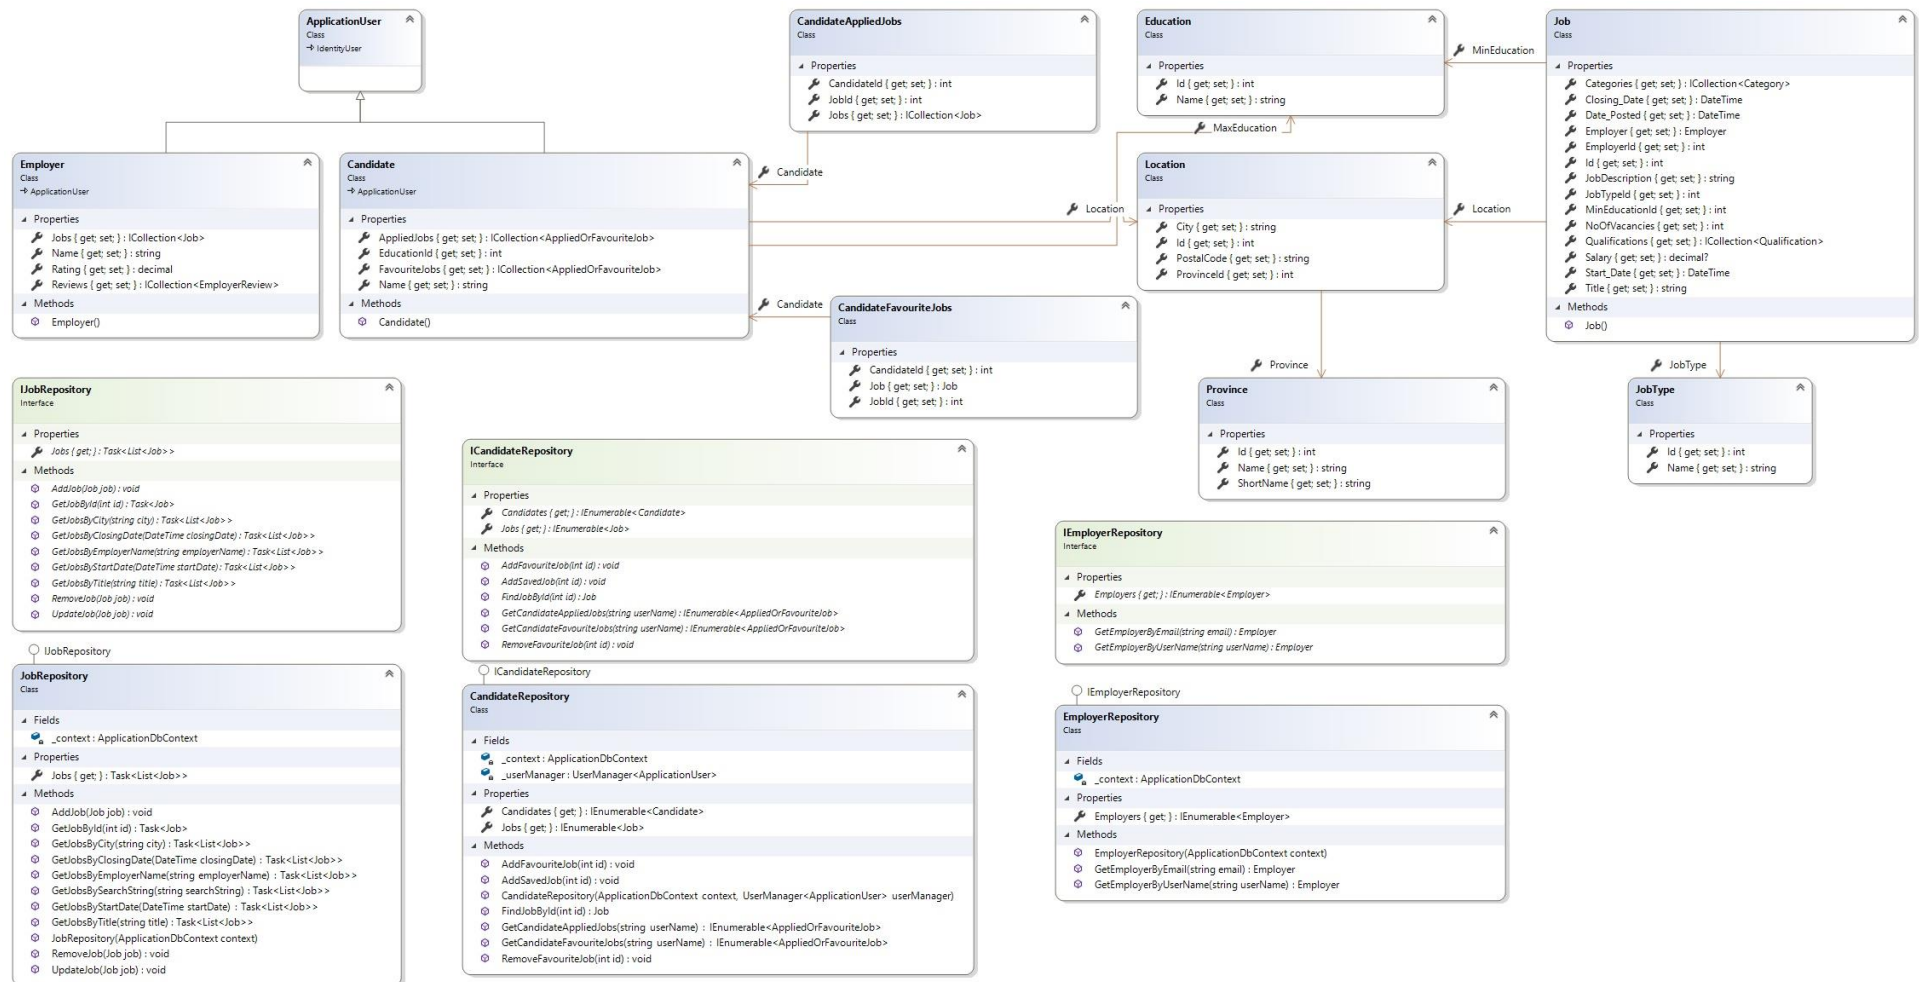 ApplicationUser
Class
IdentityUser
CandidateAppliedJobs
Class
Properties
CandidateId { get; set; } : int
JobId { get; set; } : int
Jobs { get; set; } : ICollection<Job>
Education
Class
Properties
Id { get; set; } : int
Name { get; set; } : string
MinEducation
Job
Class
Properties
Categories { get; set; } : ICollection<Category>
Closing_Date { get; set; } : DateTime
Date_Posted { get; set; } : DateTime
Employer { get; set; } : Employer
EmployerId { get; set; } : int
Id { get; set; } : int
JobDescription { get; set; } : string
JobTypeId { get; set; } : int
MinEducationId { get; set; } : int
NoOfVacancies { get; set; } : int
Qualifications { get; set; } : ICollection<Qualification>
Salary { get; set; } : decimal?
Start_Date { get; set; } : DateTime
Title { get; set; } : string
Methods
Job()
MaxEducation
Employer
Class
ApplicationUser
Properties
Jobs { get; set; } : ICollection<Job>
Name { get; set; } : string
Rating { get; set; } : decimal
Reviews { get; set; } : ICollection<EmployerReview>
Methods
Employer()
Candidate
Class
ApplicationUser
Properties
AppliedJobs { get; set; } : ICollection<AppliedOrFavouriteJob>
EducationId { get; set; } : int
FavouriteJobs { get; set; } : ICollection<AppliedOrFavouriteJob>
Name { get; set; } : string
Methods
Candidate()
Candidate
Location
Location
Class
Properties
City { get; set; } : string
Id { get; set; } : int
PostalCode { get; set; } : string
ProvinceId { get; set; } : int
Location
Candidate
CandidateFavouriteJobs
Class
Properties
CandidateId { get; set; } : int
Job { get; set; } : Job
JobId { get; set; } : int
Province
Province
Class
Properties
Id { get; set; } : int
Name { get; set; } : string
ShortName { get; set; } : string
JobType
JobType
Class
Properties
Id { get; set; } : int
Name { get; set; } : string
IJobRepository
Interface
Properties
Jobs { get; } : Task<List<Job>>
Methods
AddJob(Job job) : void
GetJobById(int id) : Task<Job>
GetJobsByCity(string city) : Task<List<Job>>
GetJobsByClosingDate(DateTime closingDate) : Task<List<Job>>
GetJobsByEmployerName(string employerName) : Task<List<Job>>
GetJobsByStartDate(DateTime startDate) : Task<List<Job>>
GetJobsByTitle(string title) : Task<List<Job>>
RemoveJob(Job job) : void
UpdateJob(Job job) : void
ICandidateRepository
Interface
Properties
Candidates { get; } : IEnumerable<Candidate>
Jobs { get; } : IEnumerable<Job>
Methods
AddFavouriteJob(int id) : void
AddSavedJob(int id) : void
FindJobById(int id) : Job
GetCandidateAppliedJobs(string userName) : IEnumerable<AppliedOrFavouriteJob>
GetCandidateFavouriteJobs(string userName) : IEnumerable<AppliedOrFavouriteJob>
RemoveFavouriteJob(int id) : void
IEmployerRepository
Interface
Properties
Employers { get; } : IEnumerable<Employer>
Methods
GetEmployerByEmail(string email) : Employer
GetEmployerByUserName(string userName) : Employer
IJobRepository
JobRepository
Class
Fields
_context : ApplicationDbContext
Properties
Jobs { get; } : Task<List<Job>>
Methods
AddJob(Job job) : void
GetJobById(int id) : Task<Job>
GetJobsByCity(string city) : Task<List<Job>>
GetJobsByClosingDate(DateTime closingDate) : Task<List<Job>>
GetJobsByEmployerName(string employerName) : Task<List<Job>>
GetJobsBySearchString(string searchString) : Task<List<Job>>
GetJobsByStartDate(DateTime startDate) : Task<List<Job>>
GetJobsByTitle(string title) : Task<List<Job>>
JobRepository(ApplicationDbContext context)
RemoveJob(Job job) : void
UpdateJob(Job job) : void
ICandidateRepository
CandidateRepository
Class
Fields
_context : ApplicationDbContext
_userManager : UserManager<ApplicationUser>
Properties
Candidates { get; } : IEnumerable<Candidate>
Jobs { get; } : IEnumerable<Job>
Methods
AddFavouriteJob(int id) : void
AddSavedJob(int id) : void
CandidateRepository(ApplicationDbContext context, UserManager<ApplicationUser> userManager)
FindJobById(int id) : Job
GetCandidateAppliedJobs(string userName) : IEnumerable<AppliedOrFavouriteJob>
GetCandidateFavouriteJobs(string userName) : IEnumerable<AppliedOrFavouriteJob>
RemoveFavouriteJob(int id) : void
IEmployerRepository
EmployerRepository
Class
Fields
_context : ApplicationDbContext
Properties
Employers { get; } : IEnumerable<Employer>
Methods
EmployerRepository(ApplicationDbContext context)
GetEmployerByEmail(string email) : Employer
GetEmployerByUserName(string userName) : Employer